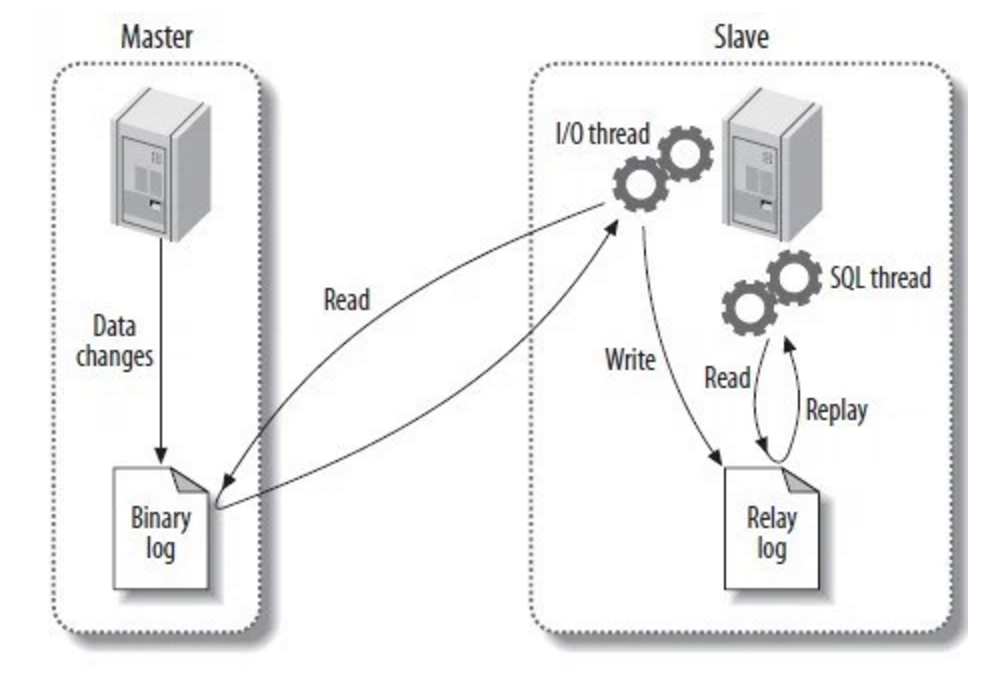 Master
Slave
I/O thread
SQL thread
Read
Data
changes
Write
Read
Replay
Binary
log
Relay
log